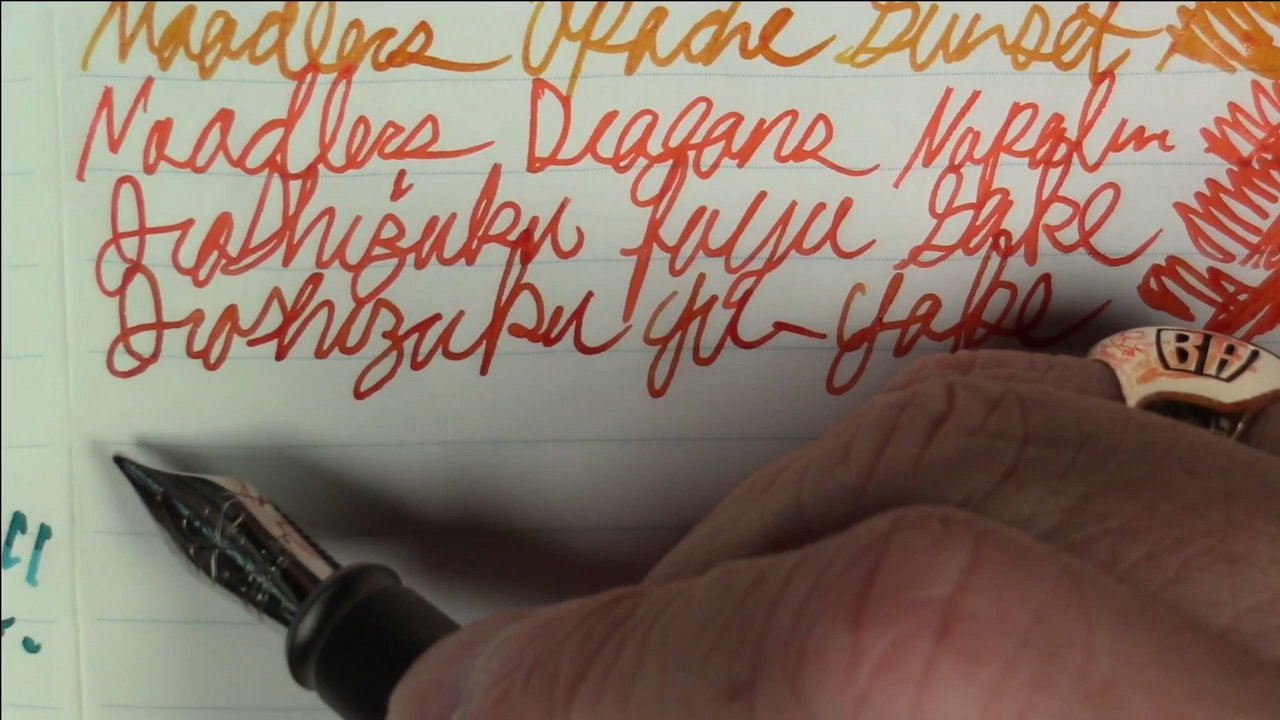 Noodlers Apache Sunset
Noodlers Dragons Napalm
Iroshizuku fuyu Gake
Iroshizuku yu-yake
BA